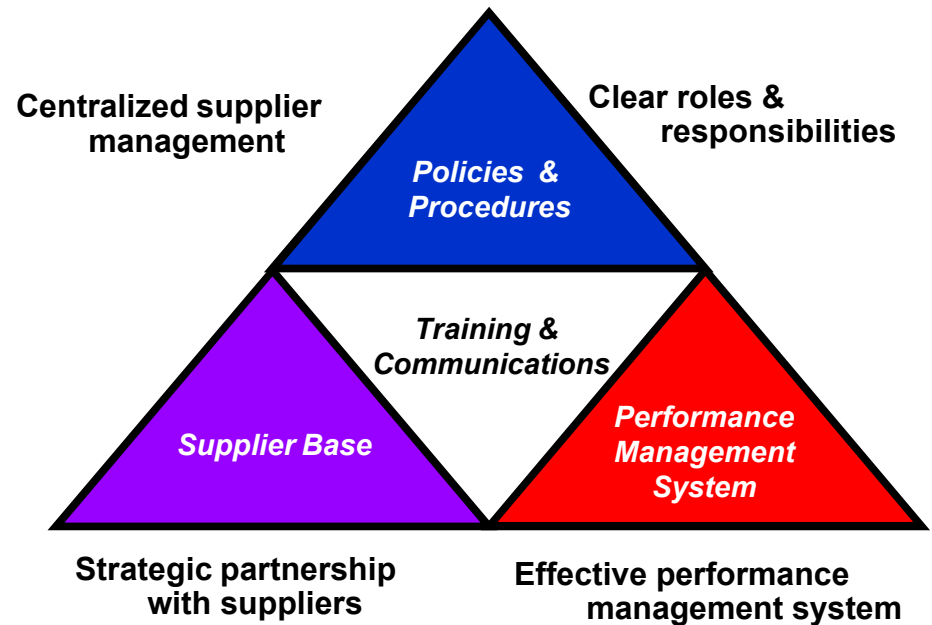 Centralized supplier
management
Clear roles &
responsibilities
Policies &
Procedures
Training &
Communications
Supplier Base
Performance
Management
System
Strategic partnership
with suppliers
Effective performance
management system